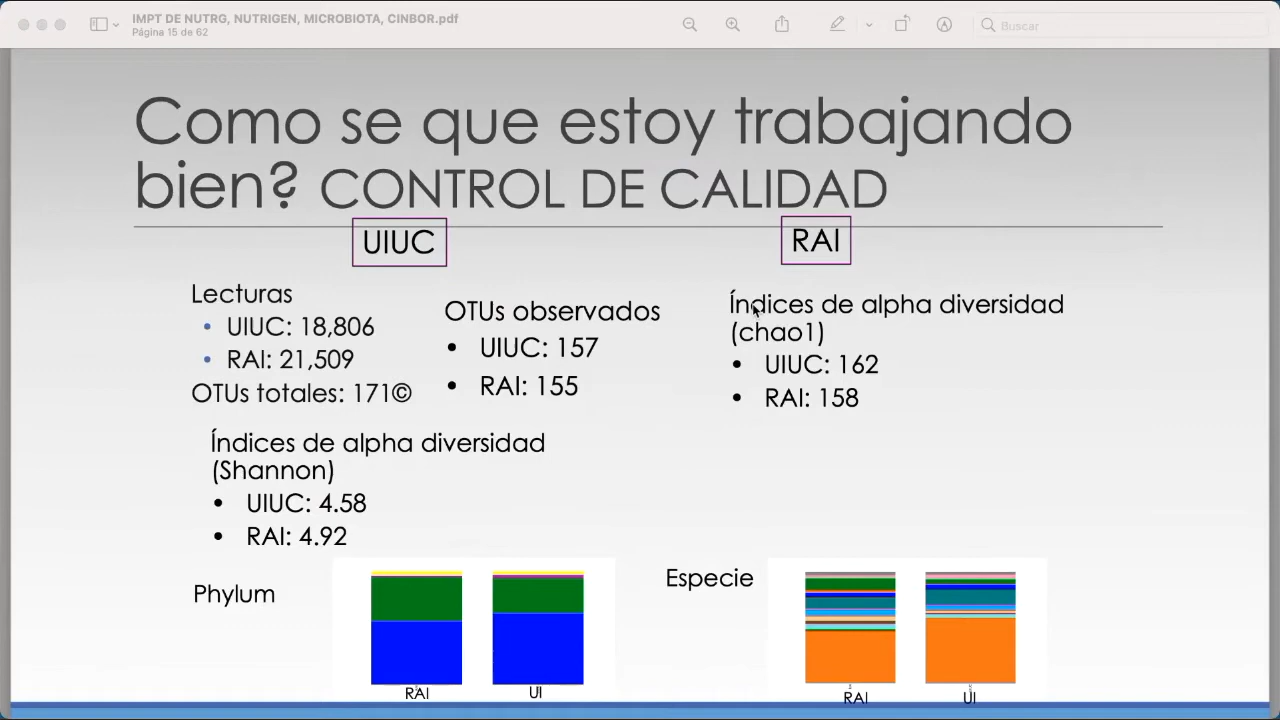 IMPT DE NUTRG, NUTRIGEN, MICROBIOTA, CINBOR.pdf
Página 15 de 62
Buscar
Como se que estoy trabajando
bien? CONTROL DE CALIDAD
UIUC
RAI
Lecturas
• UIUC: 18,806
• RAI: 21,509
OTUs totales: 171©
OTUs observados
• UIUC: 157
• RAI: 155
Índices de alpha diversidad
(chao1)
• UIUC: 162
• RAI: 158
Índices de alpha diversidad
(Shannon)
• UIUC: 4.58
• RAI: 4.92
Phylum
RAI
UI
Especie
RAI
UI